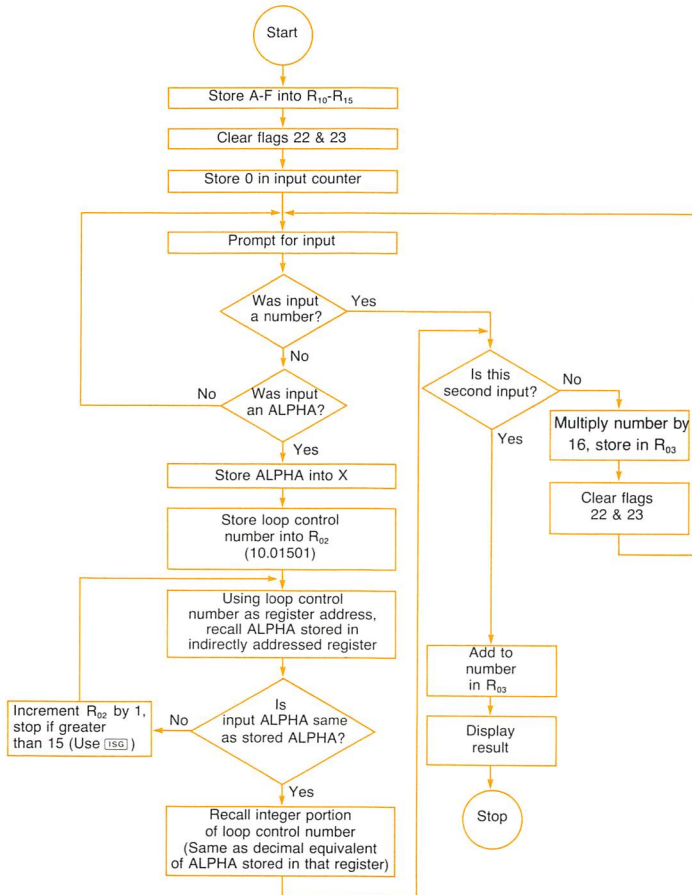 Start
Store A-F into R₁₀-R₁₅
Clear flags 22 & 23
Store 0 in input counter
Prompt for input
Was input
a number?
Yes
No
Was input
an ALPHA?
No
Yes
Store ALPHA into X
Store loop control
number into R₀₂
(10.01501)
Using loop control
number as register address,
recall ALPHA stored in
indirectly addressed register
Is
input ALPHA same
as stored ALPHA?
No
Increment R₀₂ by 1,
stop if greater
than 15 (Use ISG)
Yes
Recall integer portion
of loop control number
(Same as decimal equivalent
of ALPHA stored in that register)
Is this
second input?
No
Multiply number by
16, store in R₀₃
Clear flags
22 & 23
Yes
Add to
number
in R₀₃
Display
result
Stop